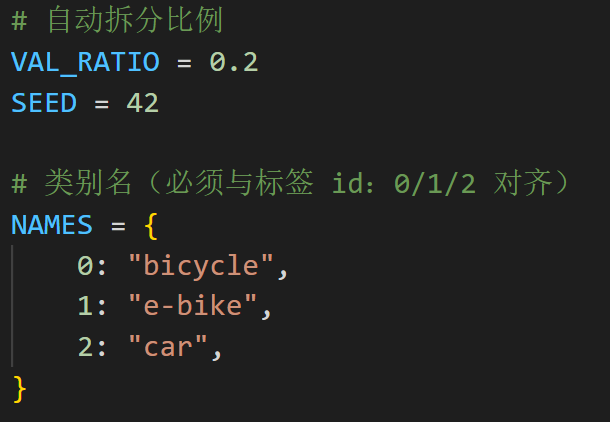 # 自动拆分比例
VAL_RATIO = 0.2
SEED = 42
# 类别名（必须与标签 id：0/1/2 对齐）
NAMES = {
    0: "bicycle",
    1: "e-bike",
    2: "car",
}